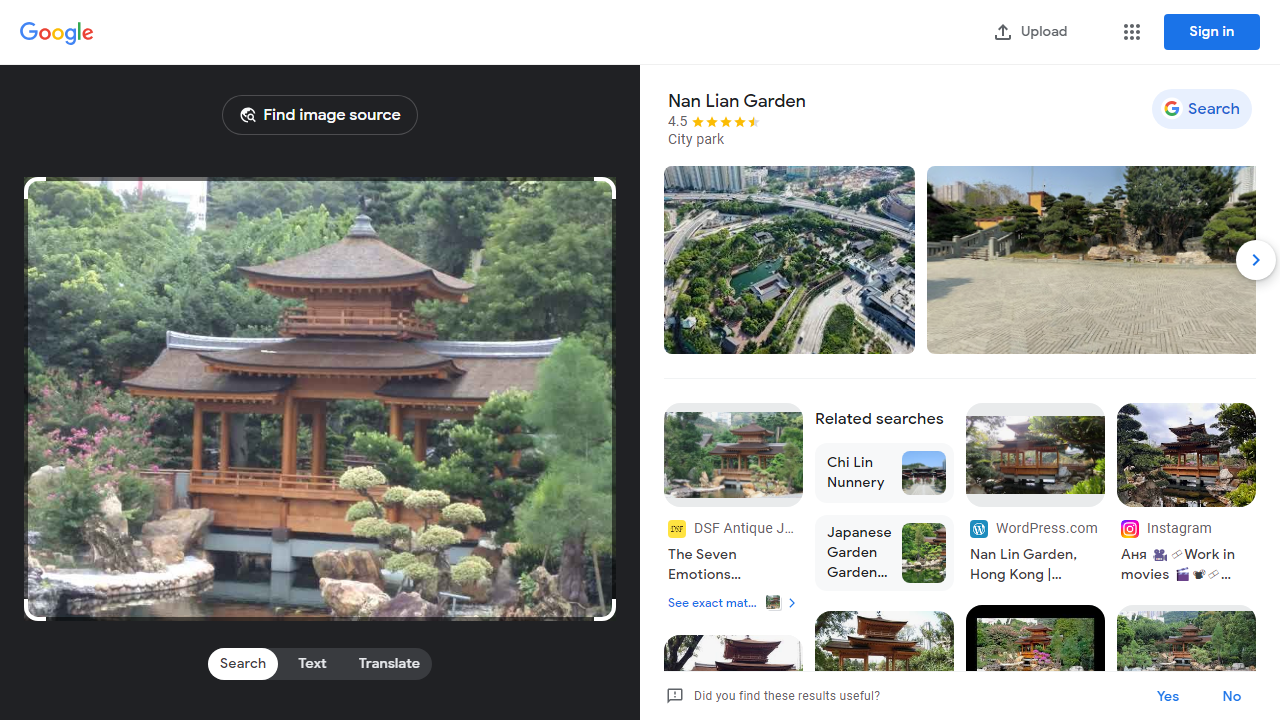 Google
Upload
Sign in
Find image source
Search
Text
Translate
Nan Lian Garden
4.5
City park
Search
Related searches
Chi Lin
Nunnery
Japanese
Garden
Garden...
DSF
DSF Antique J...
The Seven
Emotions...
See exact mat...
WordPress.com
Nan Lin Garden,
Hong Kong |...
Instagram
Аня 🎥🩹Work in
movies 🎬📽🩹...
Did you find these results useful?
Yes
No